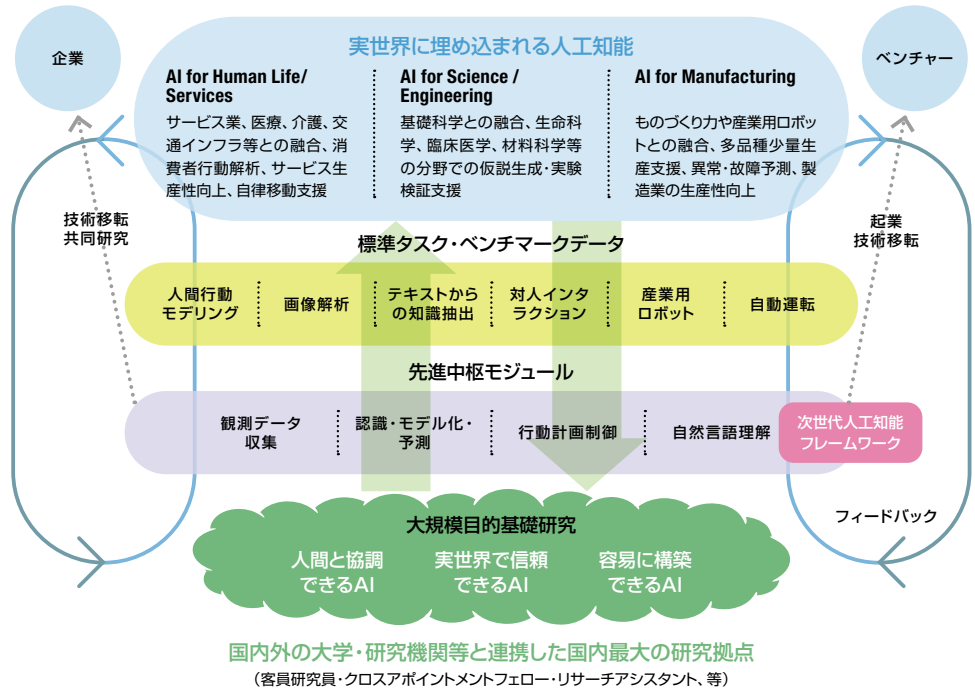 企業
実世界に埋め込まれる人工知能
ベンチャー
AI for Human Life/
Services
サービス業、医療、介護、交
通インフラ等との融合、消
費者行動解析、サービス生
産性向上、自律移動支援
AI for Science /
Engineering
基礎科学との融合、生命科
学、臨床医学、材料科学等
の分野での仮説生成・実験
検証支援
AI for Manufacturing
ものづくり力や産業用ロボッ
トとの融合、多品種少量生
産支援、異常・故障予測、製
造業の生産性向上
技術移転
共同研究
起業
技術移転
標準タスク・ベンチマークデータ
人間行動
モデリング
画像解析
テキストから
の知識抽出
対人インタ
ラクション
産業用
ロボット
自動運転
先進中枢モジュール
観測データ
収集
認識・モデル化・
予測
行動計画制御
自然言語理解
次世代人工知能
フレームワーク
フィードバック
大規模目的基礎研究
人間と協調
できるAI
実世界で信頼
できるAI
容易に構築
できるAI
国内外の大学・研究機関等と連携した国内最大の研究拠点
（客員研究員・クロスアポイントメントフェロー・リサーチアシスタント、等）